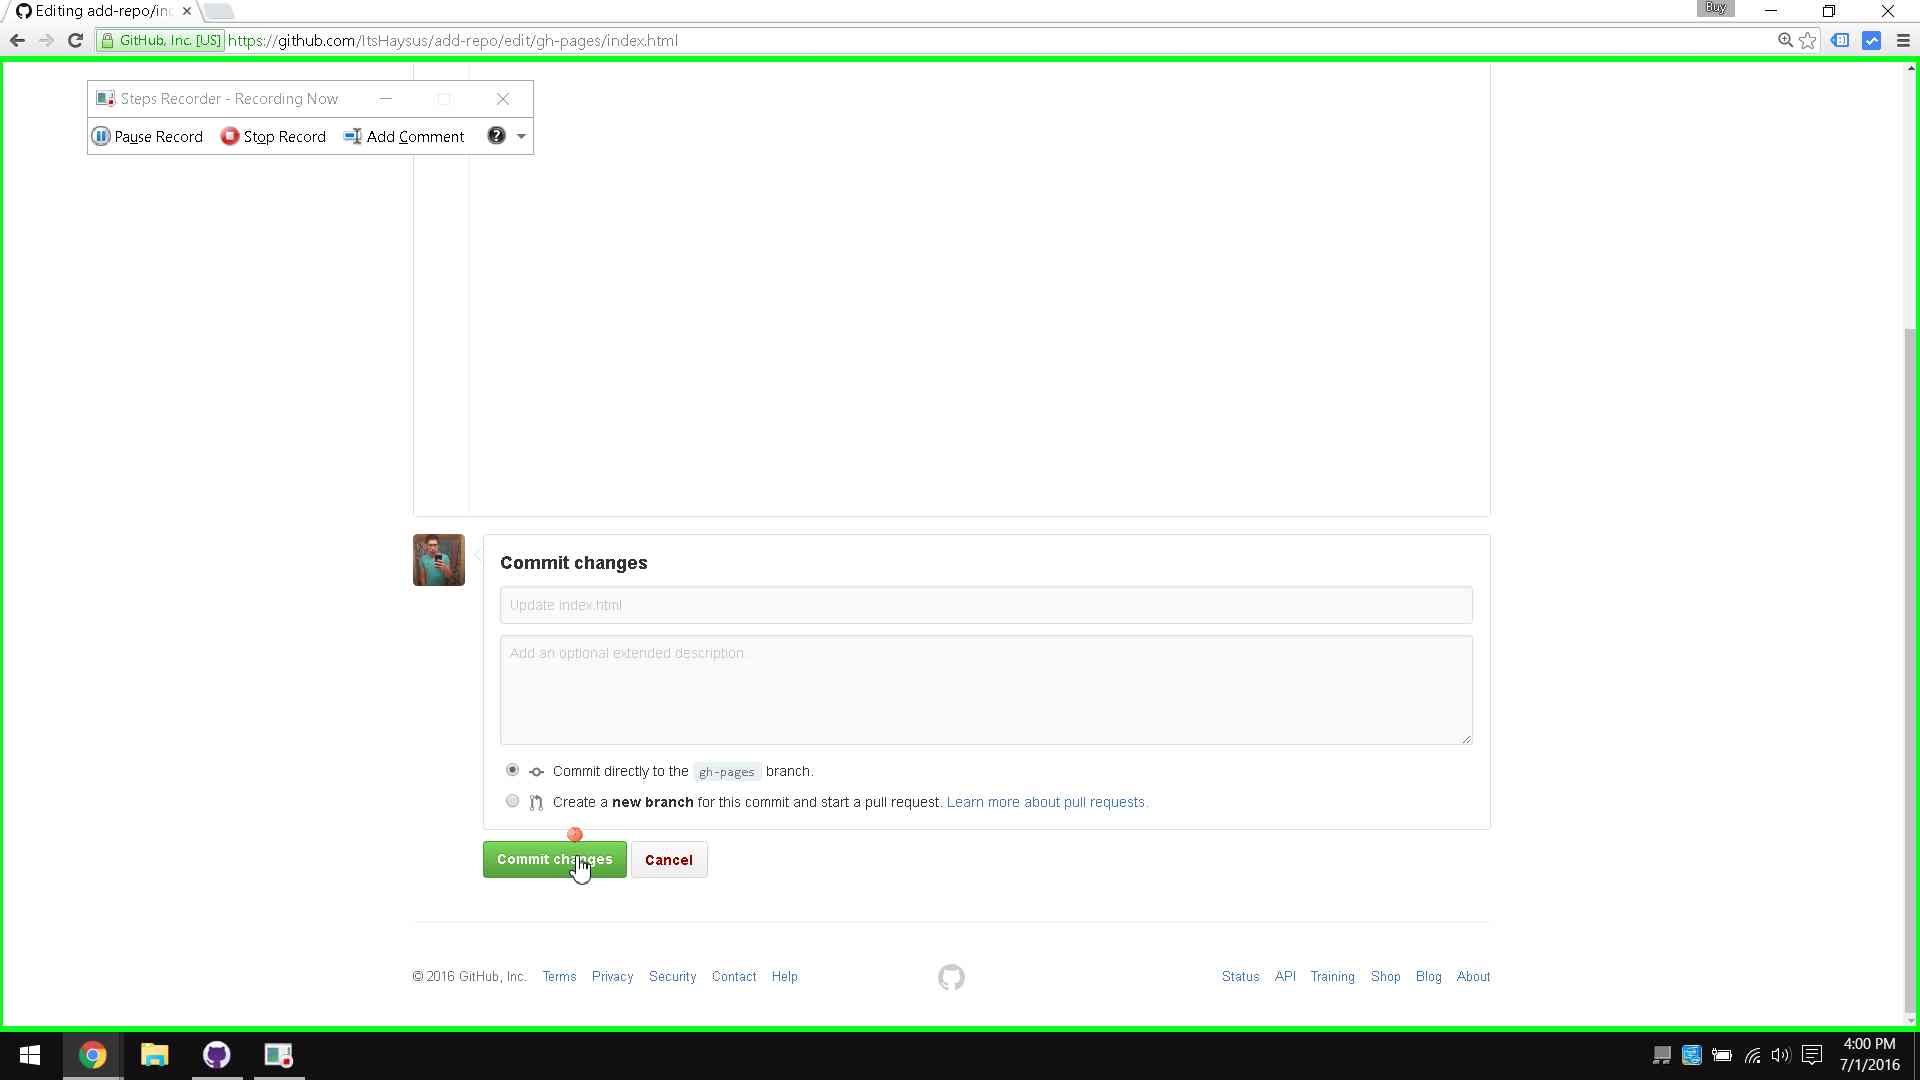 Editing add-repo/in
Buy
GitHub, Inc. [US] https://github.com/ItsHaysus/add-repo/edit/gh-pages/index.html
Steps Recorder - Recording Now
Pause Record Stop Record Add Comment
Commit changes
Update index.html
Add an optional extended description...
Commit directly to the gh-pages branch.
Create a new branch for this commit and start a pull request. Learn more about pull requests.
Commit changes Cancel
© 2016 GitHub, Inc. Terms Privacy Security Contact Help Status API Training Shop Blog About
4:00 PM
7/1/2016